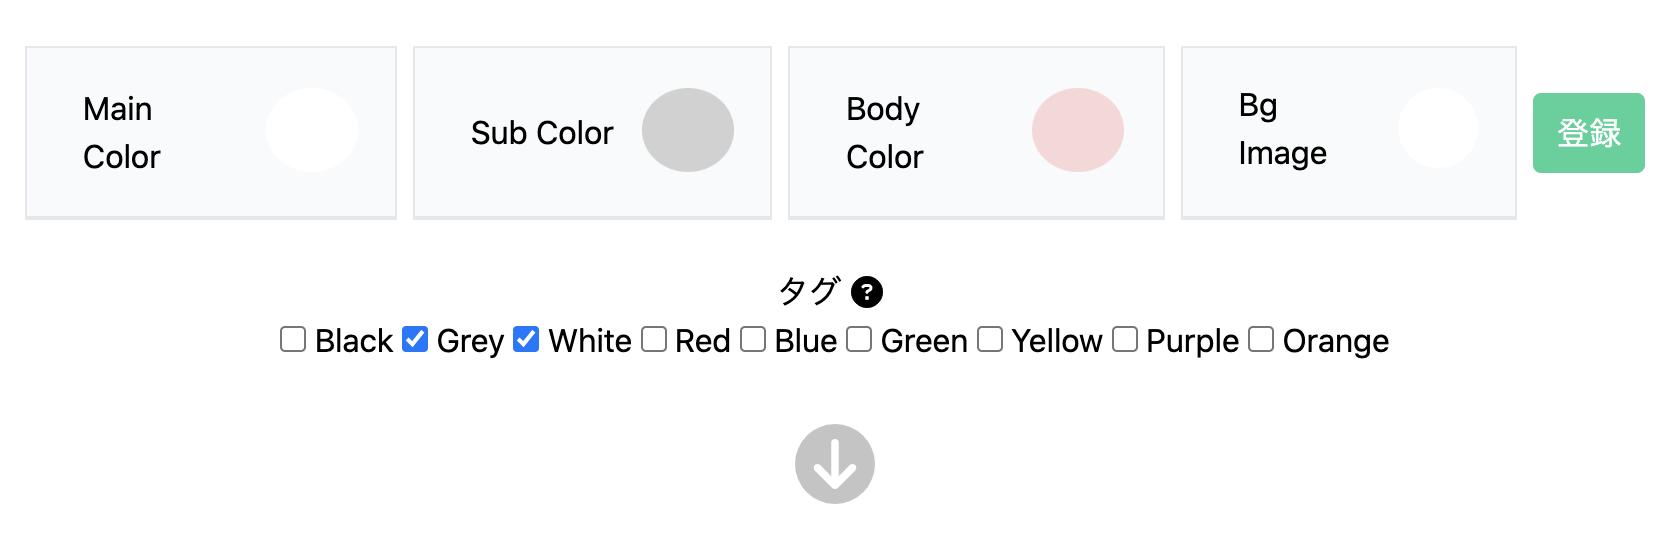 Main
Color
Sub Color
Body
Color
Bg
Image
登録
タグ ?
Black Grey White Red Blue Green Yellow Purple Orange